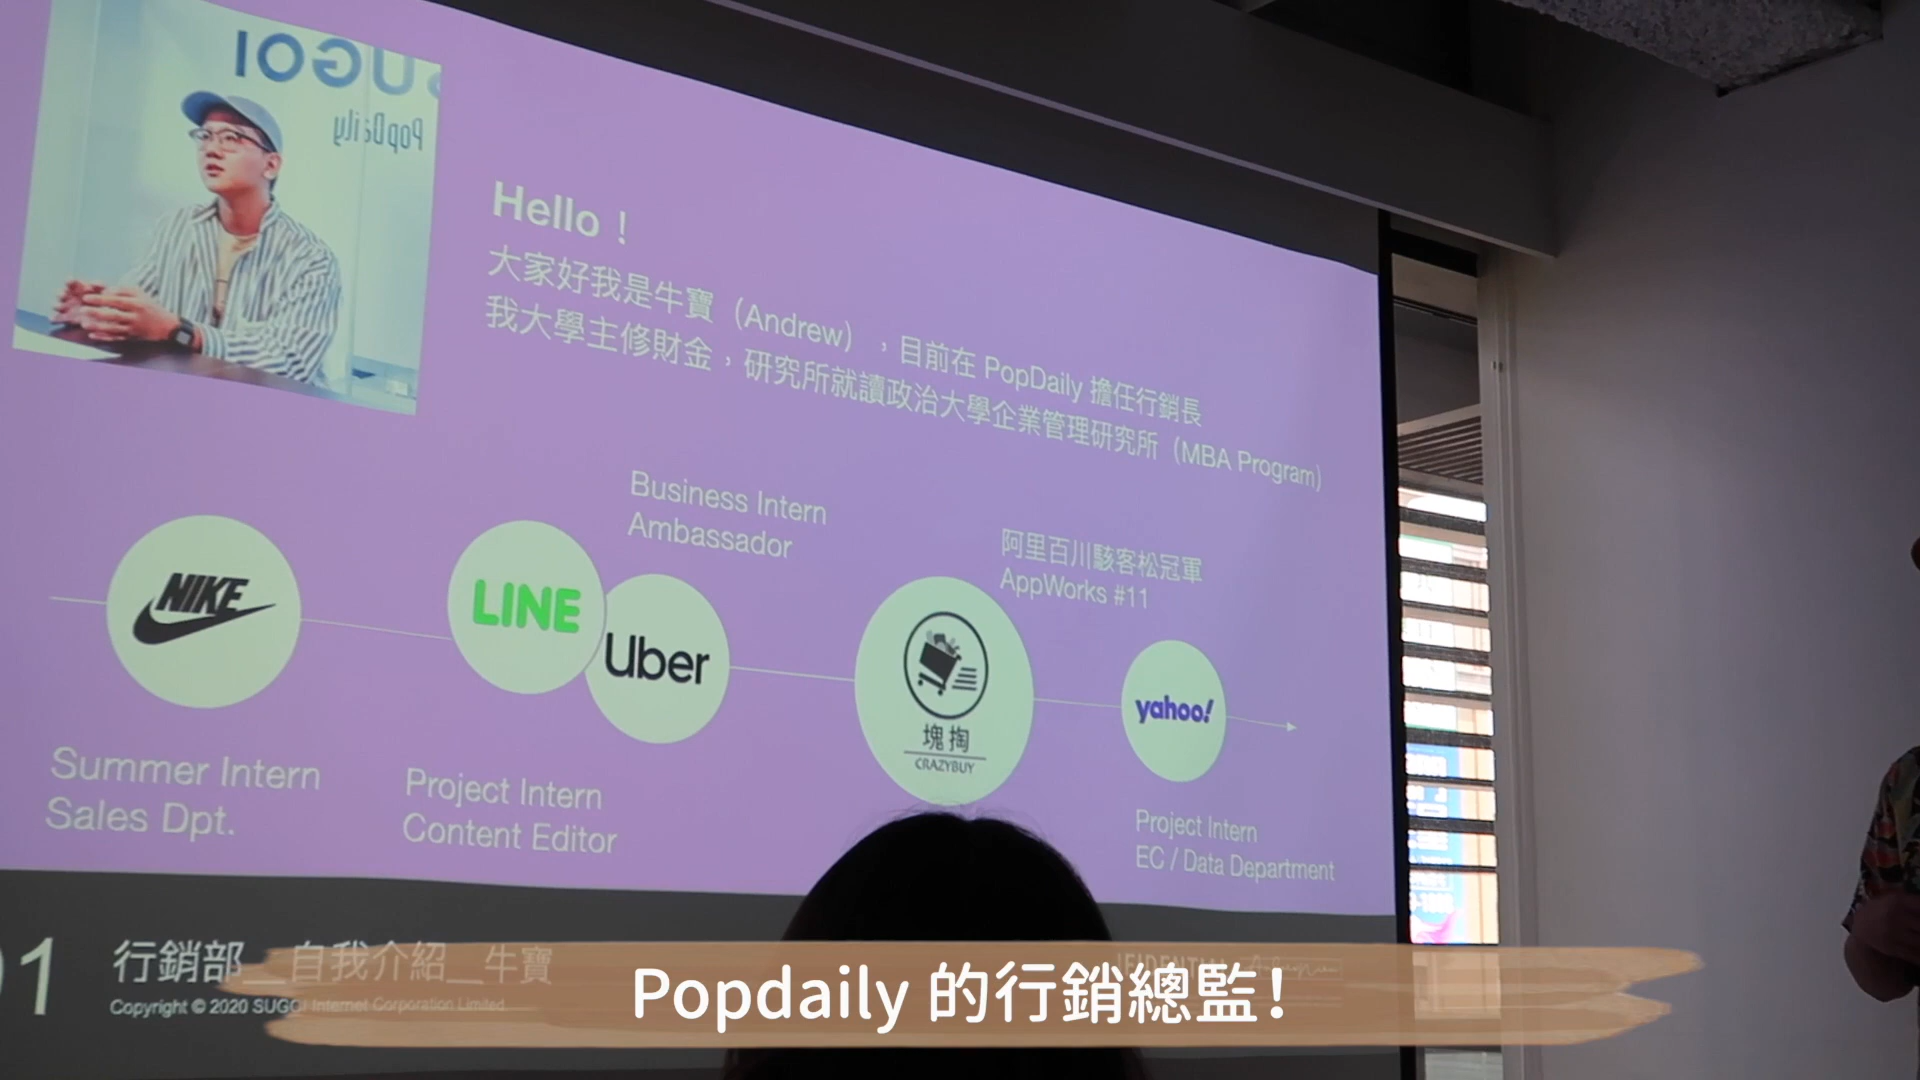 SUGOI
PopDaily
Hello！
大家好我是牛寶（Andrew），目前在 PopDaily 擔任行銷長
我大學主修財金，研究所就讀政治大學企業管理研究所（MBA Program）
Business Intern
Ambassador
阿里百川駭客松冠軍
AppWorks #11
NIKE
LINE
Uber
塊掏
CRAZYBUY
yahoo!
Summer Intern
Sales Dpt.
Project Intern
Content Editor
Project Intern
EC / Data Department
01
行銷部＿自我介紹＿牛寶
Copyright © 2020 SUGOI Internet Corporation Limited
Popdaily 的行銷總監！